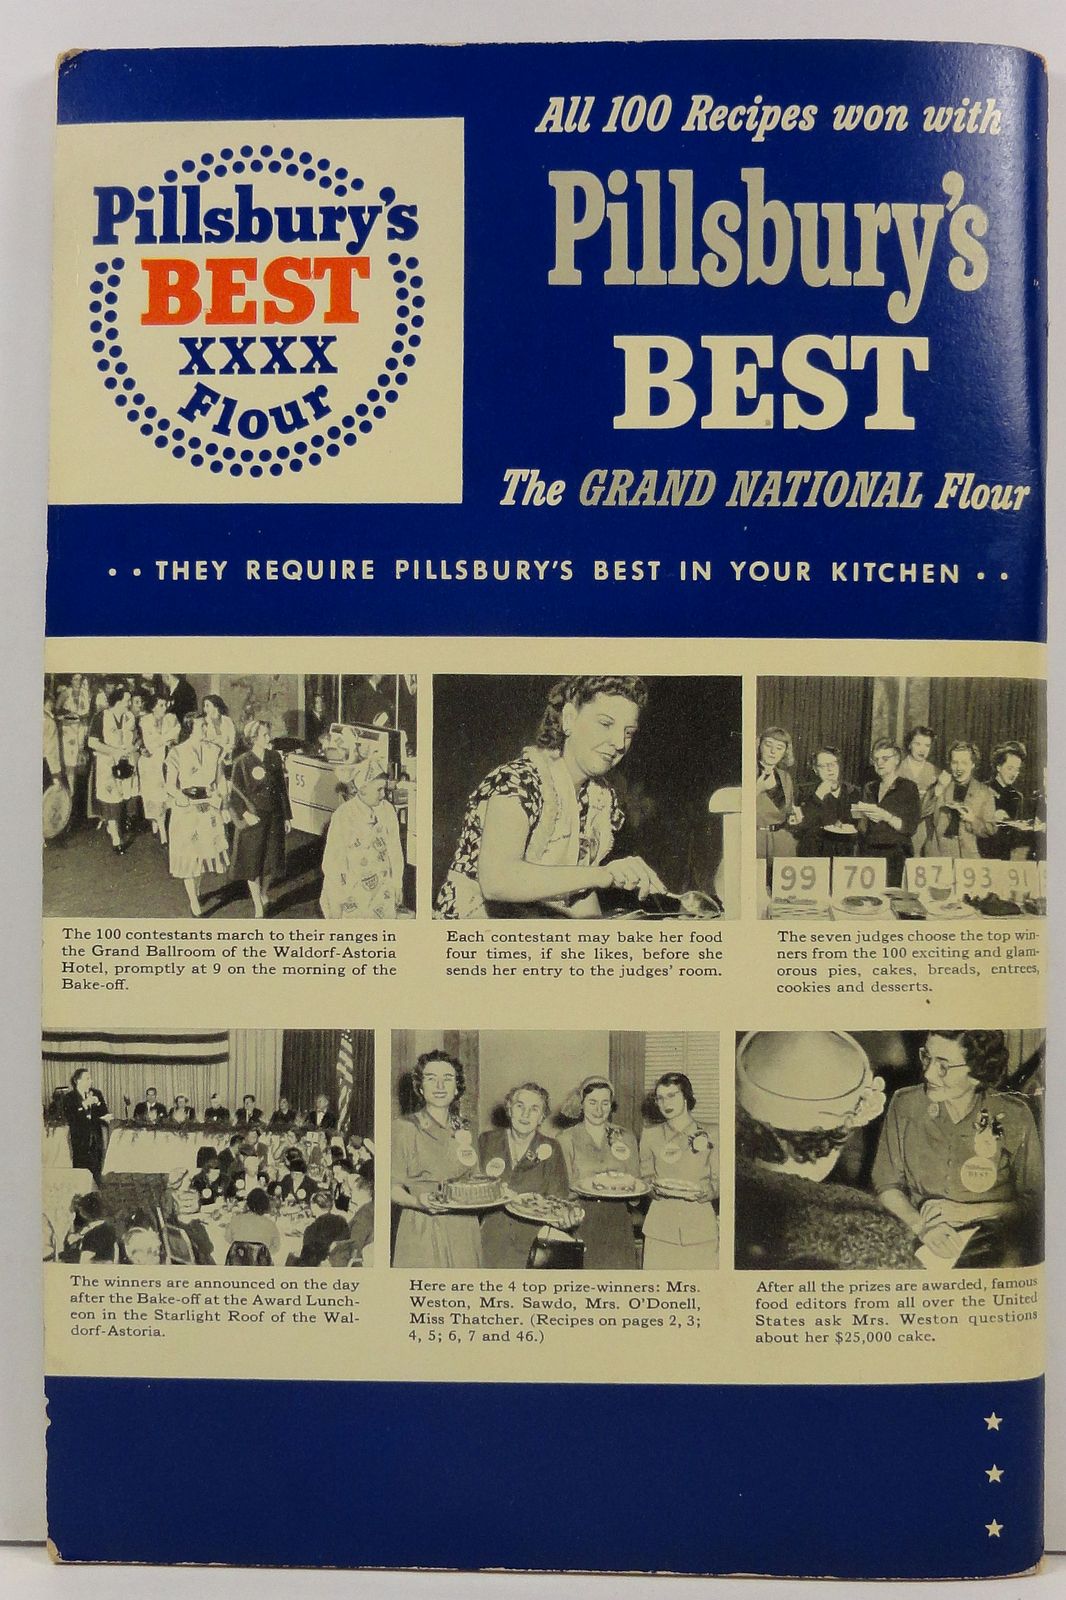 All 100 Recipes won with
Pillsbury's
BEST
XXXX
Flour
Pillsbury's
BEST
The GRAND NATIONAL Flour
• • THEY REQUIRE PILLSBURY'S BEST IN YOUR KITCHEN • •
55
99 70 87 93 91
The 100 contestants march to their ranges in
the Grand Ballroom of the Waldorf-Astoria
Hotel, promptly at 9 on the morning of the
Bake-off.
Each contestant may bake her food
four times, if she likes, before she
sends her entry to the judges' room.
The seven judges choose the top win-
ners from the 100 exciting and glam-
orous pies, cakes, breads, entrees,
cookies and desserts.
The winners are announced on the day
after the Bake-off at the Award Lunch-
eon in the Starlight Roof of the Wal-
dorf-Astoria.
Here are the 4 top prize-winners: Mrs.
Weston, Mrs. Sawdo, Mrs. O'Donell,
Miss Thatcher. (Recipes on pages 2, 3;
4, 5; 6, 7 and 46.)
Pillsbury's
BEST
After all the prizes are awarded, famous
food editors from all over the United
States ask Mrs. Weston questions
about her $25,000 cake.